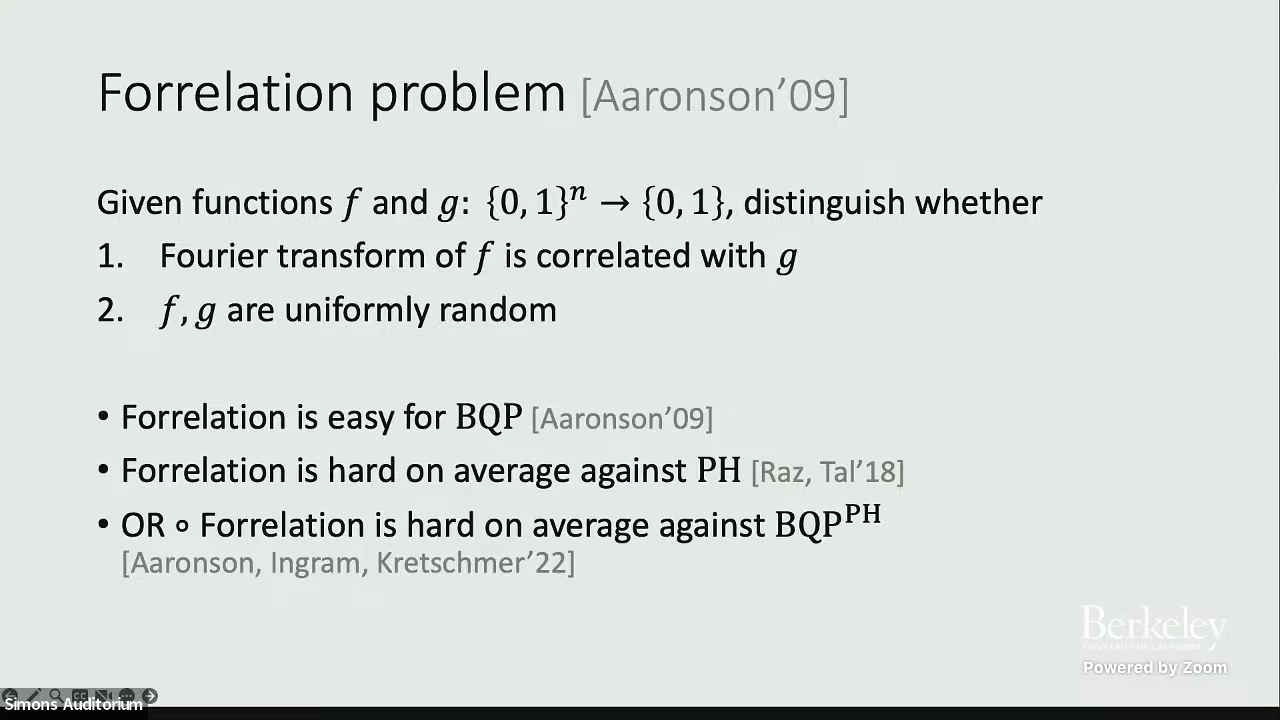 Forrelation problem [Aaronson’09]
Given functions 𝑓 and 𝑔: {0, 1}ⁿ → {0, 1}, distinguish whether
1. Fourier transform of 𝑓 is correlated with 𝑔
2. 𝑓, 𝑔 are uniformly random
• Forrelation is easy for BQP [Aaronson’09]
• Forrelation is hard on average against PH [Raz, Tal’18]
• OR ∘ Forrelation is hard on average against BQP^PH
[Aaronson, Ingram, Kretschmer’22]
Berkeley
Powered by Zoom
Simons Auditorium